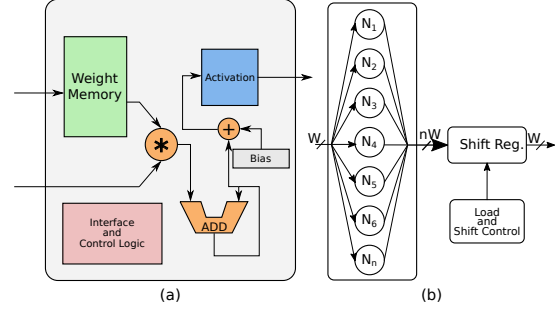 Weight
Memory
Activation
*
+
Bias
ADD
Interface
and
Control Logic
(a)
N1
N2
N3
N4
N5
N6
Nn
W
nW
Shift Reg.
W
Load
and
Shift Control
(b)